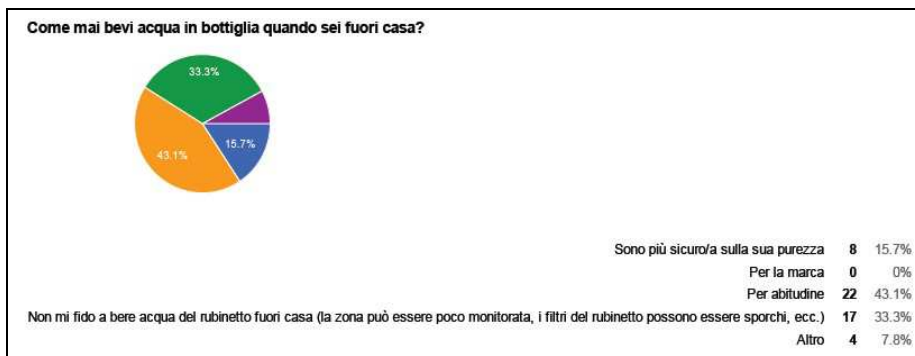 Come mai bevi acqua in bottiglia quando sei fuori casa?
33.3%
15.7%
43.1%
Sono più sicuro/a sulla sua purezza 8 15.7%
Per la marca 0 0%
Per abitudine 22 43.1%
Non mi fido a bere acqua del rubinetto fuori casa (la zona può essere poco monitorata, i filtri del rubinetto possono essere sporchi, ecc.) 17 33.3%
Altro 4 7.8%